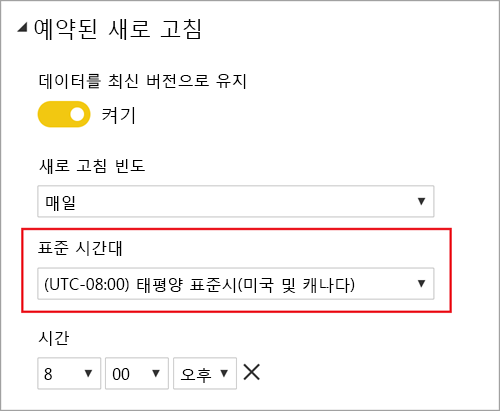 예약된 새로 고침
데이터를 최신 버전으로 유지
켜기
새로 고침 빈도
매일
표준 시간대
(UTC-08:00) 태평양 표준시(미국 및 캐나다)
시간
8 00 오후